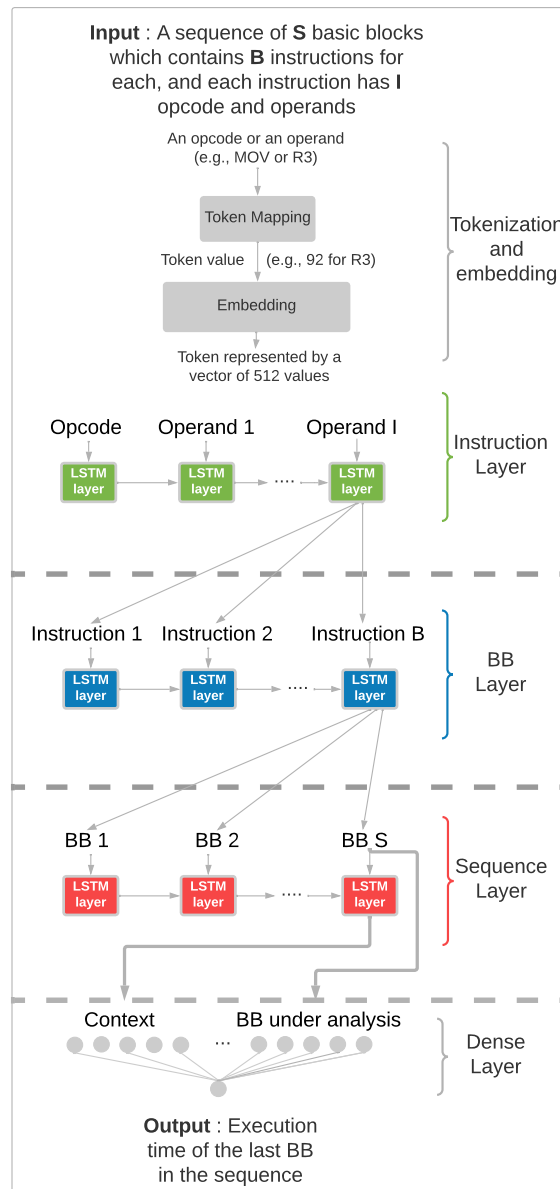 Input : A sequence of S basic blocks
which contains B instructions for
each, and each instruction has I
opcode and operands
An opcode or an operand
(e.g., MOV or R3)
Token Mapping
Token value (e.g., 92 for R3)
Embedding
Token represented by a
vector of 512 values
Tokenization
and
embedding
Opcode Operand 1 Operand I
LSTM
layer
LSTM
layer
....
LSTM
layer
Instruction
Layer
Instruction 1 Instruction 2 Instruction B
LSTM
layer
LSTM
layer
....
LSTM
layer
BB
Layer
BB 1 BB 2 BB S
LSTM
layer
LSTM
layer
....
LSTM
layer
Sequence
Layer
Context ... BB under analysis
Dense
Layer
Output : Execution
time of the last BB
in the sequence